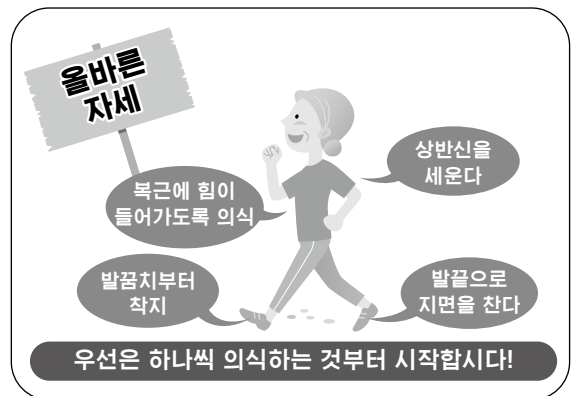 올바른
자세
상반신을
세운다
복근에 힘이
들어가도록 의식
발꿈치부터
착지
발끝으로
지면을 찬다
우선은 하나씩 의식하는 것부터 시작합시다!